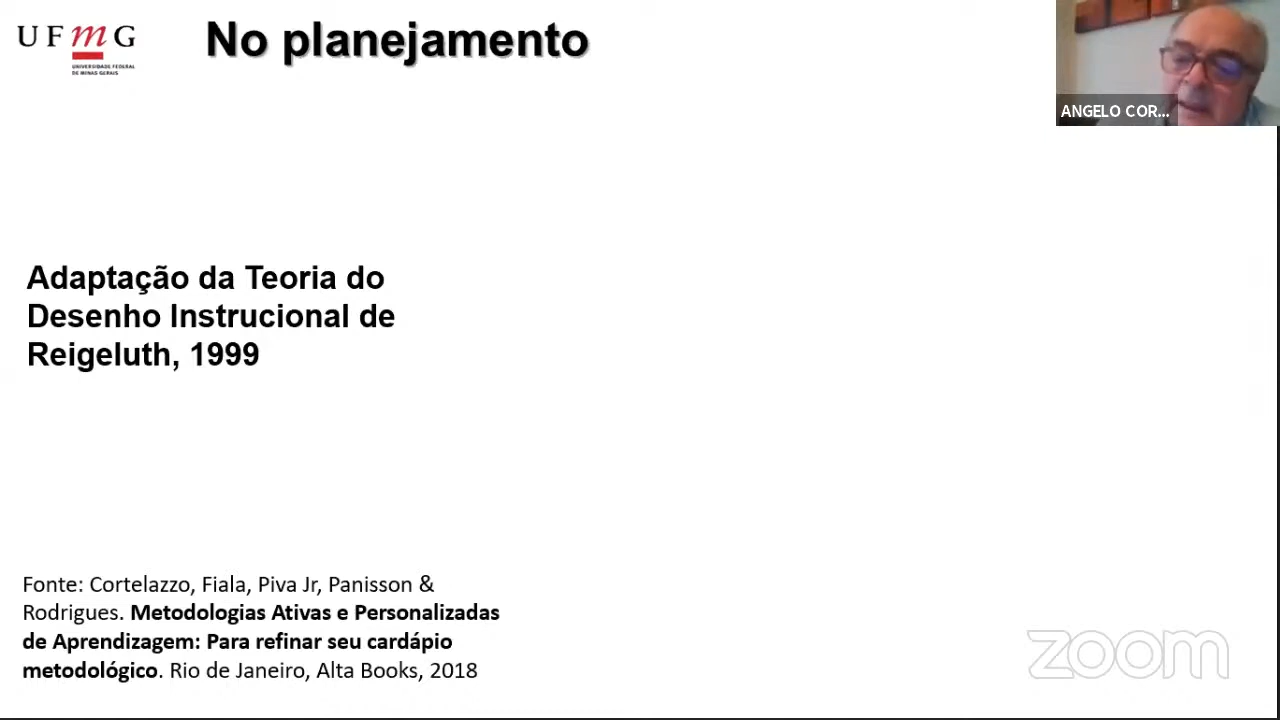 UFmG
UNIVERSIDADE FEDERAL
DE MINAS GERAIS
No planejamento
ANGELO COR...
Adaptação da Teoria do
Desenho Instrucional de
Reigeluth, 1999
Fonte: Cortelazzo, Fiala, Piva Jr, Panisson &
Rodrigues. Metodologias Ativas e Personalizadas
de Aprendizagem: Para refinar seu cardápio
metodológico. Rio de Janeiro, Alta Books, 2018
zoom